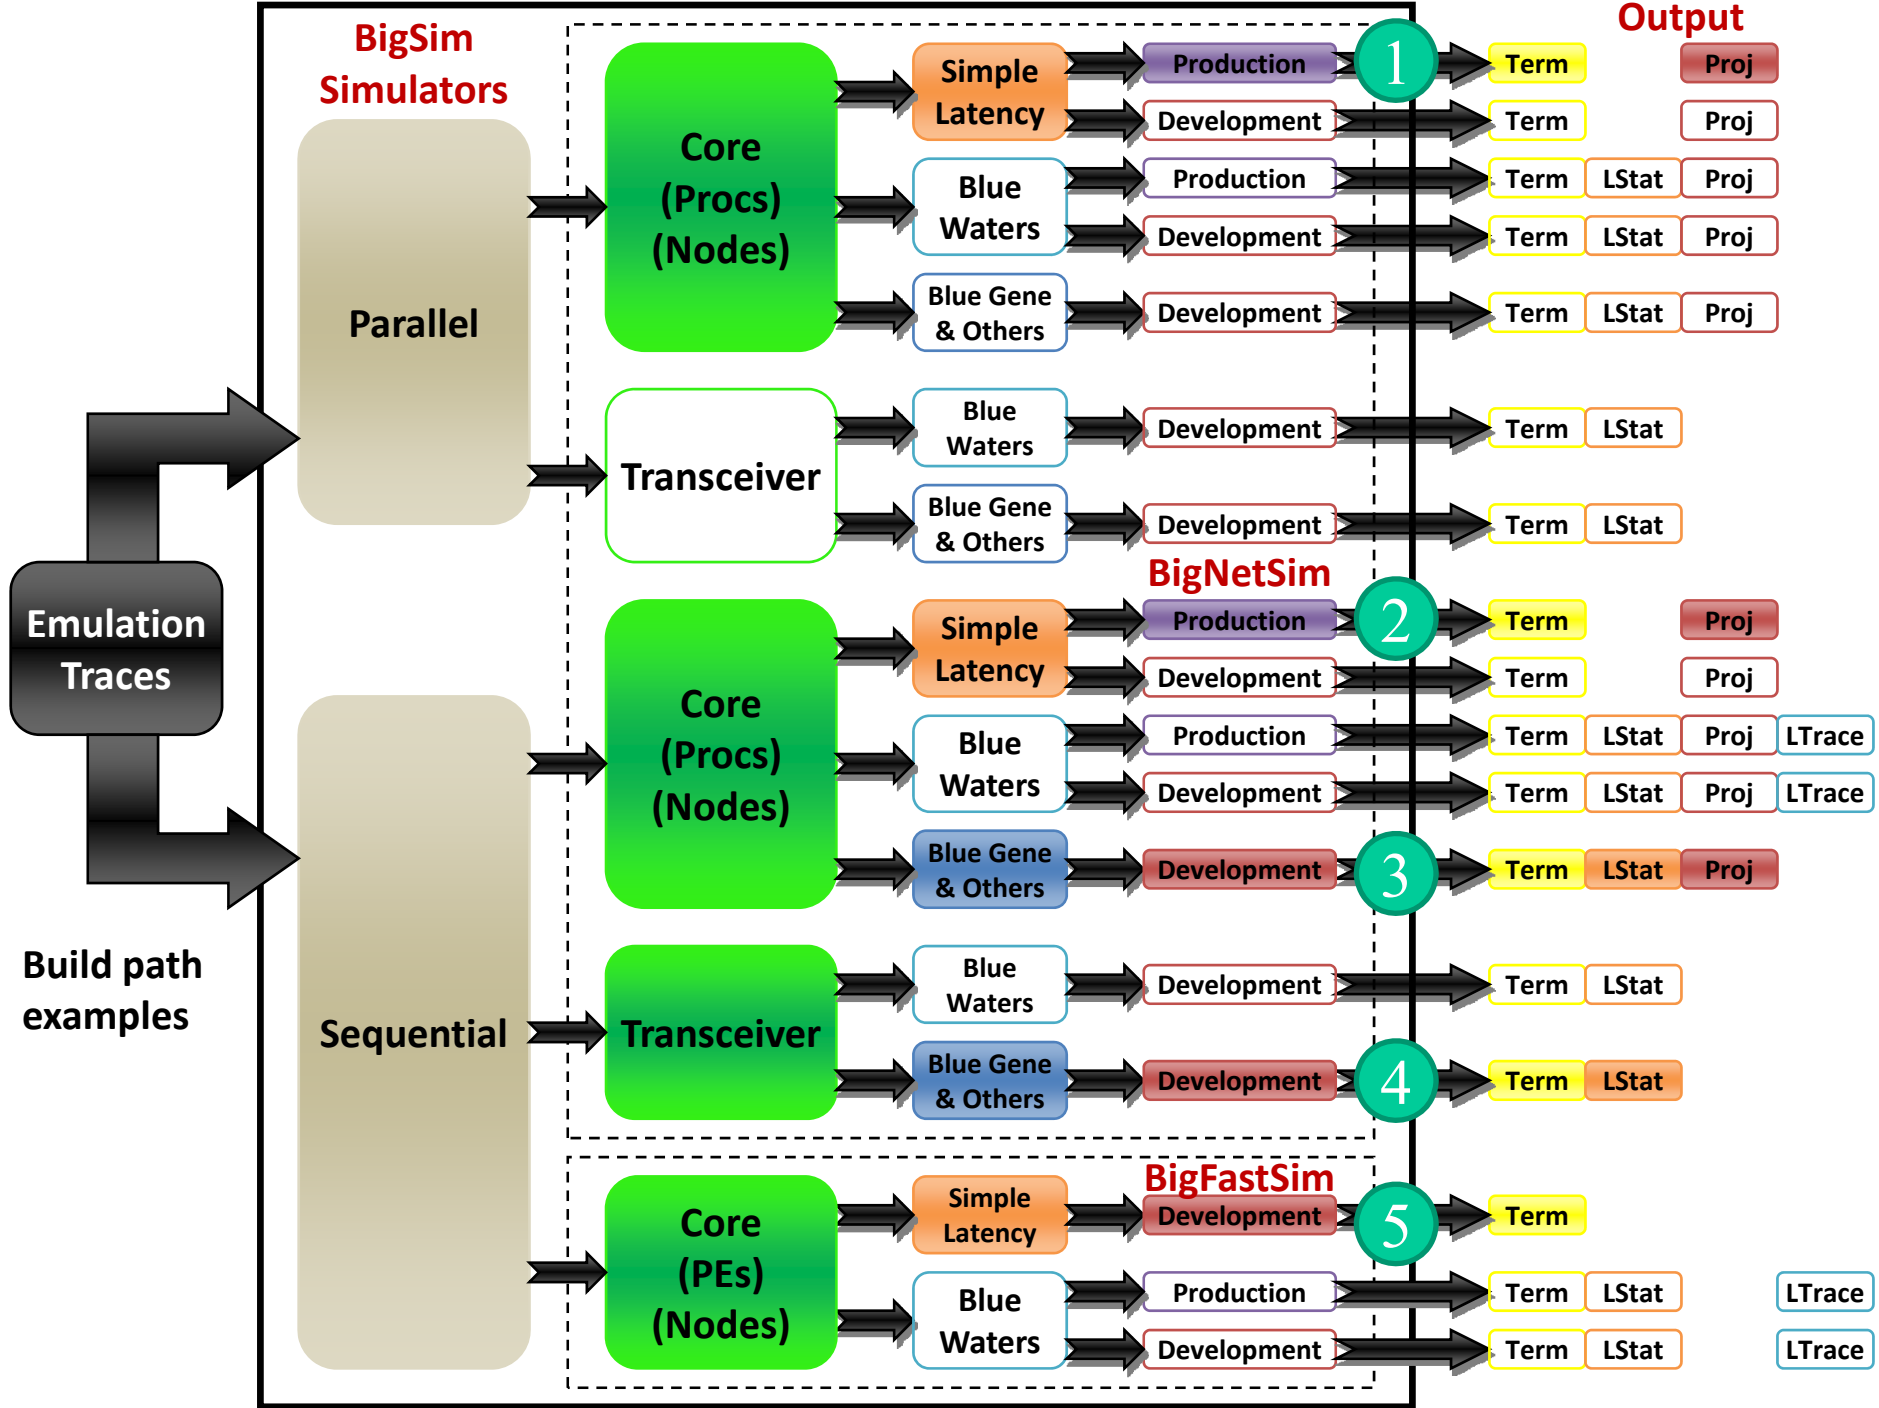 Output
BigSim
Simulators
Parallel
Core
(Procs)
(Nodes)
Simple
Latency
Production
1
Term
Proj
Development
Term
Proj
Blue
Waters
Production
Term
LStat
Proj
Development
Term
LStat
Proj
Blue Gene
& Others
Development
Term
LStat
Proj
Transceiver
Blue
Waters
Development
Term
LStat
Blue Gene
& Others
Development
Term
LStat
BigNetSim
Emulation
Traces
Build path
examples
Sequential
Core
(Procs)
(Nodes)
Simple
Latency
Production
2
Term
Proj
Development
Term
Proj
Blue
Waters
Production
Term
LStat
Proj
LTrace
Development
Term
LStat
Proj
LTrace
Blue Gene
& Others
Development
3
Term
LStat
Proj
Transceiver
Blue
Waters
Development
Term
LStat
Blue Gene
& Others
Development
4
Term
LStat
BigFastSim
Core
(PEs)
(Nodes)
Simple
Latency
Development
5
Term
Blue
Waters
Production
Term
LStat
LTrace
Development
Term
LStat
LTrace